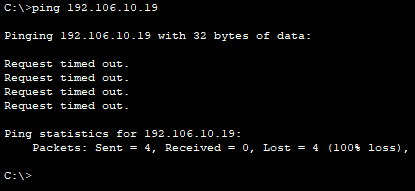 C:\>ping 192.106.10.19
Pinging 192.106.10.19 with 32 bytes of data:
Request timed out.
Request timed out.
Request timed out.
Request timed out.
Ping statistics for 192.106.10.19:
    Packets: Sent = 4, Received = 0, Lost = 4 (100% loss),
C:\>